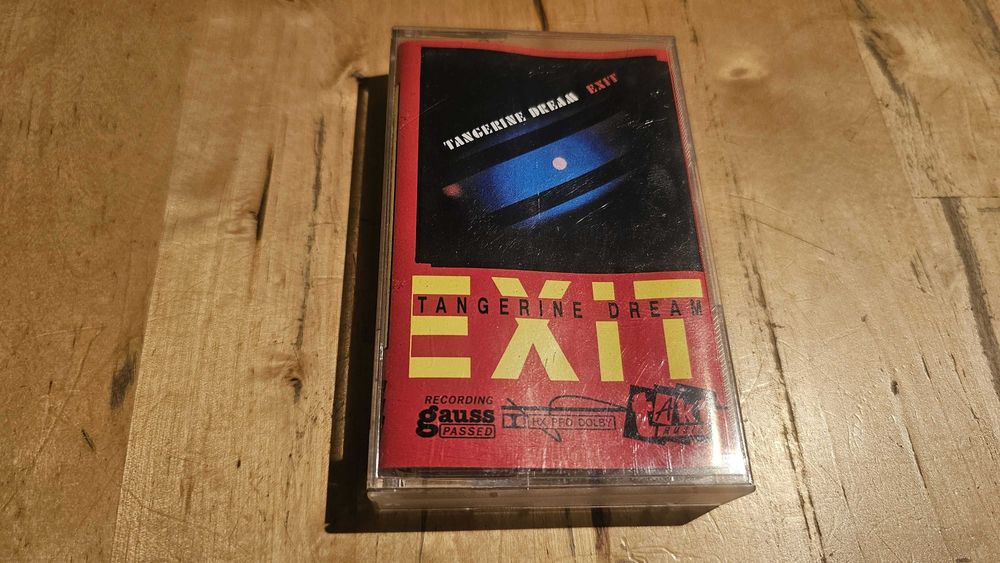 TANGERINE DREAM EXIT
EXiT
TANGERINE DREAM
RECORDING
gauss
PASSED
HX PRO DOLBY